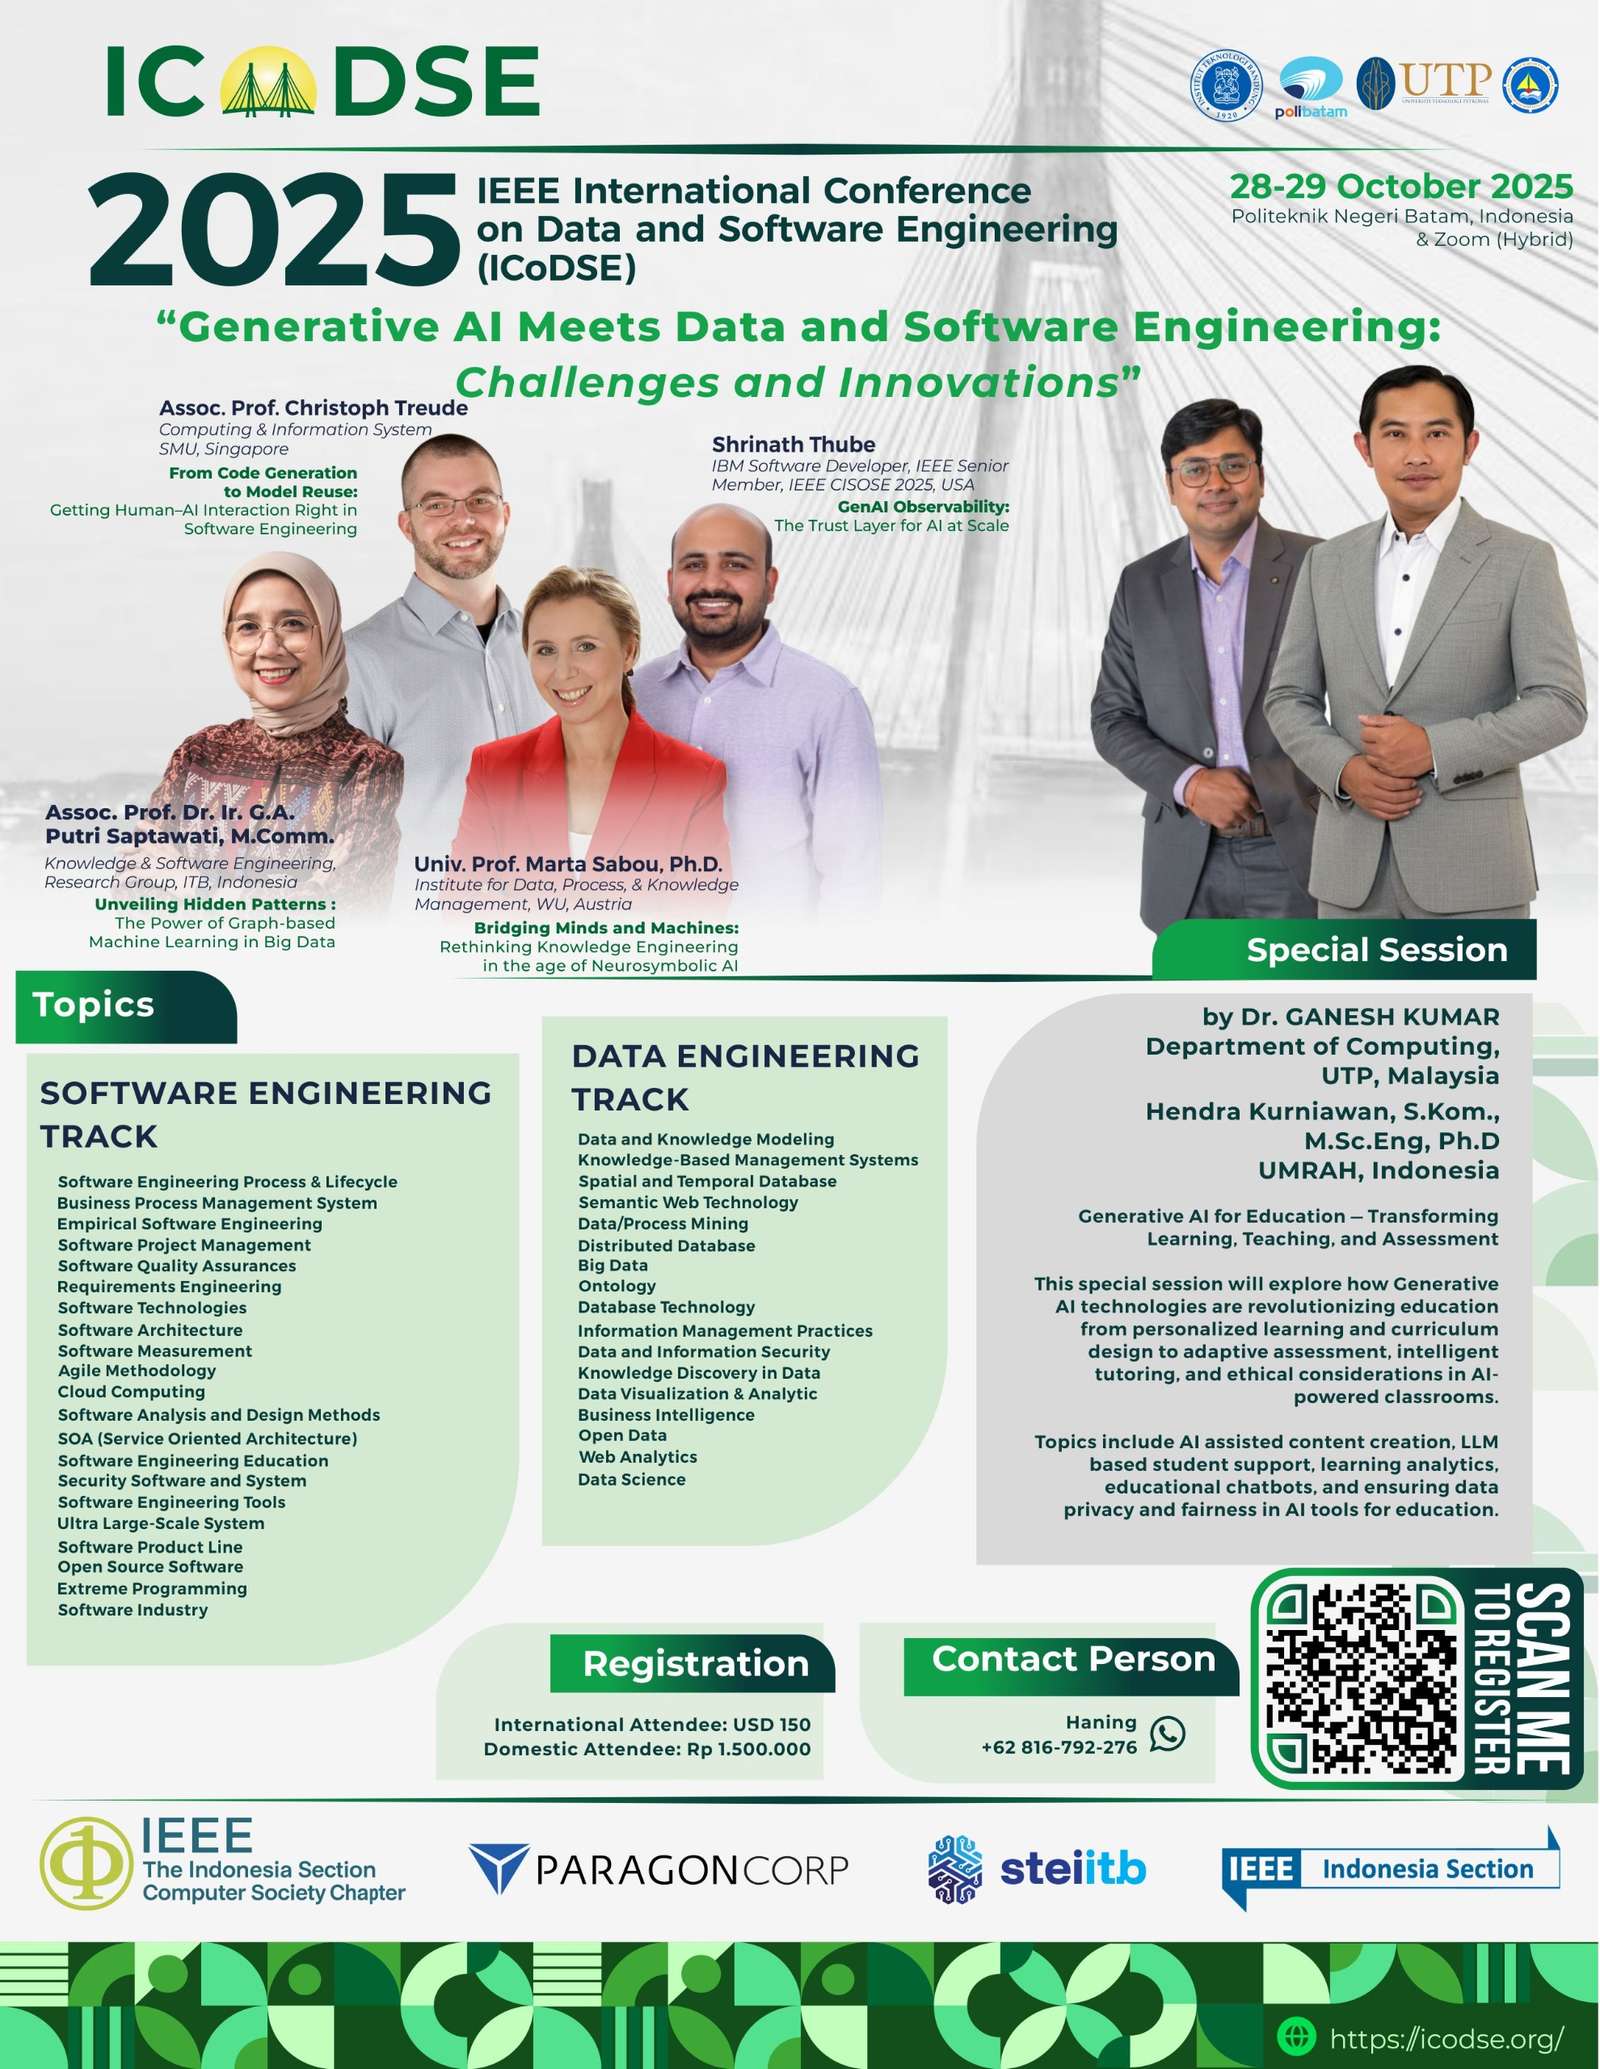 IC DSE
INSTITUT TEKNOLOGI BANDUNG
1920
polibatam
UTP
UNIVERSITI TEKNOLOGI PETRONAS
2025
IEEE International Conference
on Data and Software Engineering
(ICoDSE)
28-29 October 2025
Politeknik Negeri Batam, Indonesia
& Zoom (Hybrid)
“Generative AI Meets Data and Software Engineering:
Challenges and Innovations”
Assoc. Prof. Christoph Treude
Computing & Information System
SMU, Singapore
From Code Generation
to Model Reuse:
Getting Human–AI Interaction Right in
Software Engineering
Shrinath Thube
IBM Software Developer, IEEE Senior
Member, IEEE CISOSE 2025, USA
GenAI Observability:
The Trust Layer for AI at Scale
Assoc. Prof. Dr. Ir. G.A.
Putri Saptawati, M.Comm.
Knowledge & Software Engineering,
Research Group, ITB, Indonesia
Unveiling Hidden Patterns :
The Power of Graph-based
Machine Learning in Big Data
Univ. Prof. Marta Sabou, Ph.D.
Institute for Data, Process, & Knowledge
Management, WU, Austria
Bridging Minds and Machines:
Rethinking Knowledge Engineering
in the age of Neurosymbolic AI
Topics
SOFTWARE ENGINEERING
TRACK
Software Engineering Process & Lifecycle
Business Process Management System
Empirical Software Engineering
Software Project Management
Software Quality Assurances
Requirements Engineering
Software Technologies
Software Architecture
Software Measurement
Agile Methodology
Cloud Computing
Software Analysis and Design Methods
SOA (Service Oriented Architecture)
Software Engineering Education
Security Software and System
Software Engineering Tools
Ultra Large-Scale System
Software Product Line
Open Source Software
Extreme Programming
Software Industry
DATA ENGINEERING
TRACK
Data and Knowledge Modeling
Knowledge-Based Management Systems
Spatial and Temporal Database
Semantic Web Technology
Data/Process Mining
Distributed Database
Big Data
Ontology
Database Technology
Information Management Practices
Data and Information Security
Knowledge Discovery in Data
Data Visualization & Analytic
Business Intelligence
Open Data
Web Analytics
Data Science
Special Session
by Dr. GANESH KUMAR
Department of Computing,
UTP, Malaysia
Hendra Kurniawan, S.Kom.,
M.Sc.Eng, Ph.D
UMRAH, Indonesia
Generative AI for Education – Transforming
Learning, Teaching, and Assessment
This special session will explore how Generative
AI technologies are revolutionizing education
from personalized learning and curriculum
design to adaptive assessment, intelligent
tutoring, and ethical considerations in AI-
powered classrooms.
Topics include AI assisted content creation, LLM
based student support, learning analytics,
educational chatbots, and ensuring data
privacy and fairness in AI tools for education.
Registration
International Attendee: USD 150
Domestic Attendee: Rp 1.500.000
Contact Person
Haning
+62 816-792-276
SCAN ME
TO REGISTER
IEEE
The Indonesia Section
Computer Society Chapter
PARAGONCORP
steiitb
IEEE Indonesia Section
https://icodse.org/